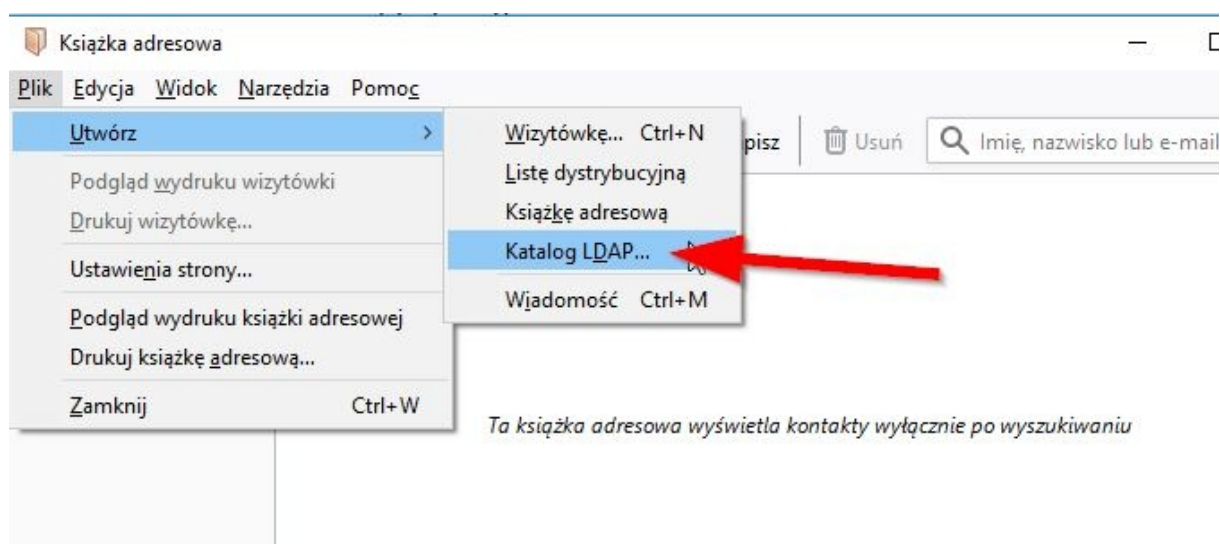 Książka adresowa
Plik Edycja Widok Narzędzia Pomoc
Utwórz
Podgląd wydruku wizytówki
Drukuj wizytówkę...
Ustawienia strony...
Podgląd wydruku książki adresowej
Drukuj książkę adresową...
Zamknij Ctrl+W
Wizytówkę... Ctrl+N
Listę dystrybucyjną
Książkę adresową
Katalog LDAP...
Wiadomość Ctrl+M
pisz Usuń Imię, nazwisko lub e-mail
Ta książka adresowa wyświetla kontakty wyłącznie po wyszukiwaniu